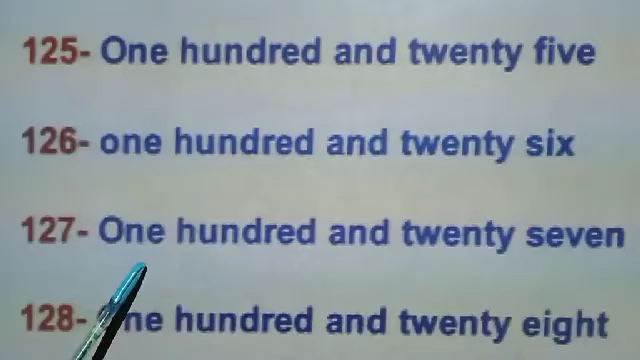 125- One hundred and twenty five
126- one hundred and twenty six
127- One hundred and twenty seven
128- One hundred and twenty eight